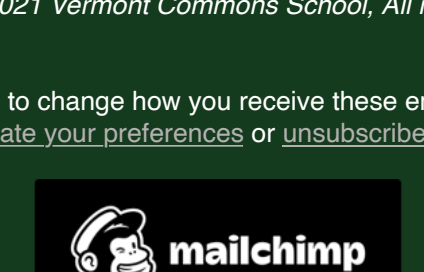 021 Vermont Commons School, All
to change how you receive these
ate your preferences or unsubscribe
mailchimp